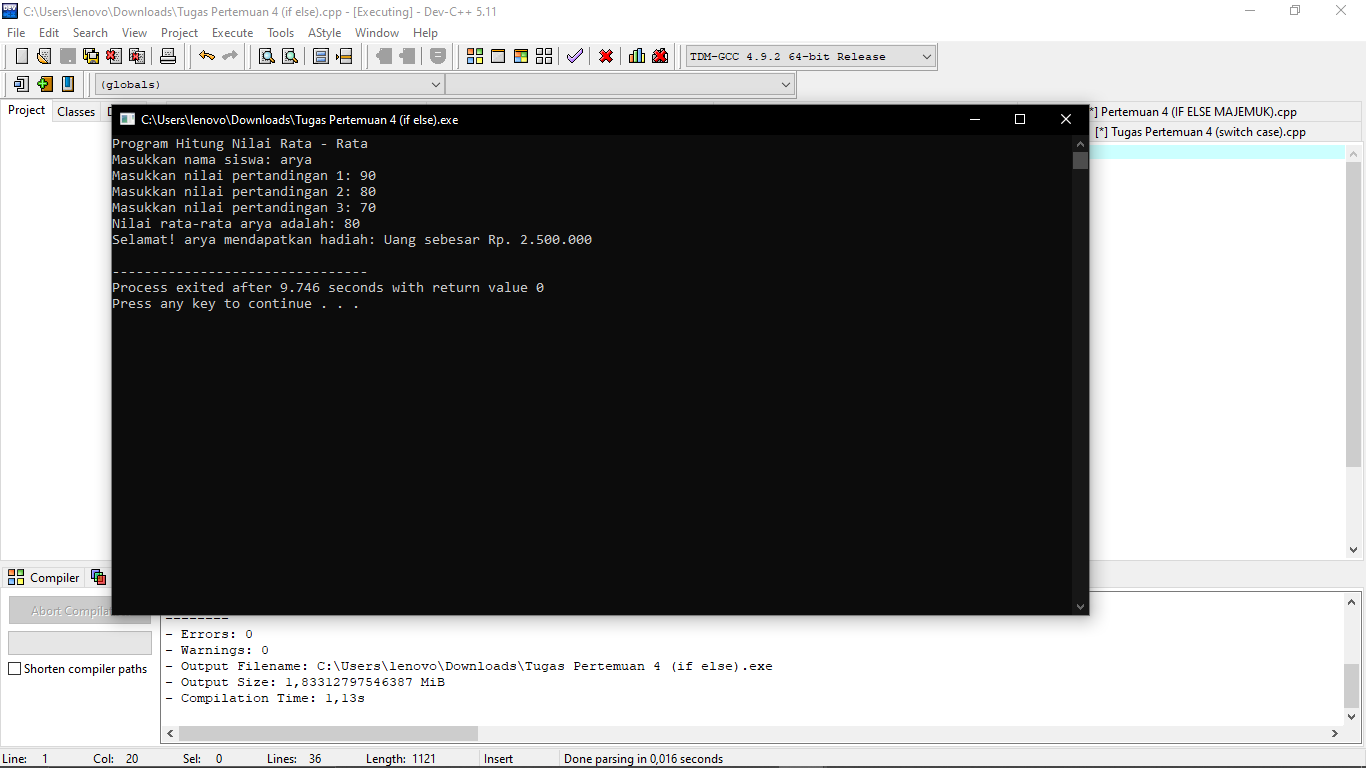 C:\Users\lenovo\Downloads\Tugas Pertemuan 4 (if else).cpp - [Executing] - Dev-C++ 5.11
File Edit Search View Project Execute Tools AStyle Window Help
TDM-GCC 4.9.2 64-bit Release
(globals)
Project Classes
*] Pertemuan 4 (IF ELSE MAJEMUK).cpp
[*] Tugas Pertemuan 4 (switch case).cpp
C:\Users\lenovo\Downloads\Tugas Pertemuan 4 (if else).exe
Program Hitung Nilai Rata - Rata
Masukkan nama siswa: arya
Masukkan nilai pertandingan 1: 90
Masukkan nilai pertandingan 2: 80
Masukkan nilai pertandingan 3: 70
Nilai rata-rata arya adalah: 80
Selamat! arya mendapatkan hadiah: Uang sebesar Rp. 2.500.000
--------------------------------
Process exited after 9.746 seconds with return value 0
Press any key to continue . . .
Compiler
Abort Compila
Shorten compiler paths
--------
- Errors: 0
- Warnings: 0
- Output Filename: C:\Users\lenovo\Downloads\Tugas Pertemuan 4 (if else).exe
- Output Size: 1,83312797546387 MiB
- Compilation Time: 1,13s
Line: 1 Col: 20 Sel: 0 Lines: 36 Length: 1121 Insert Done parsing in 0,016 seconds